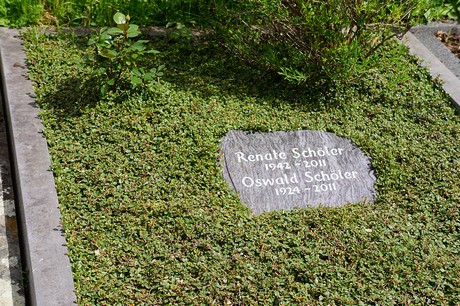 Renate Schöler
1942 - 2011
Oswald Schöler
1924 - 2011